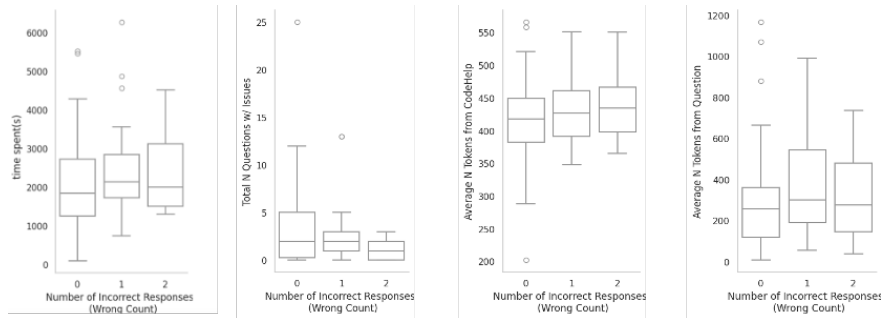 time spent(s)
6000
5000
4000
3000
2000
1000
0
0 1 2
Number of Incorrect Responses
(Wrong Count)
Total N Questions w/ Issues
25
20
15
10
5
0
0 1 2
Number of Incorrect Responses
(Wrong Count)
Average N Tokens from CodeHelp
550
500
450
400
350
300
250
200
0 1 2
Number of Incorrect Responses
(Wrong Count)
Average N Tokens from Question
1200
1000
800
600
400
200
0
0 1 2
Number of Incorrect Responses
(Wrong Count)